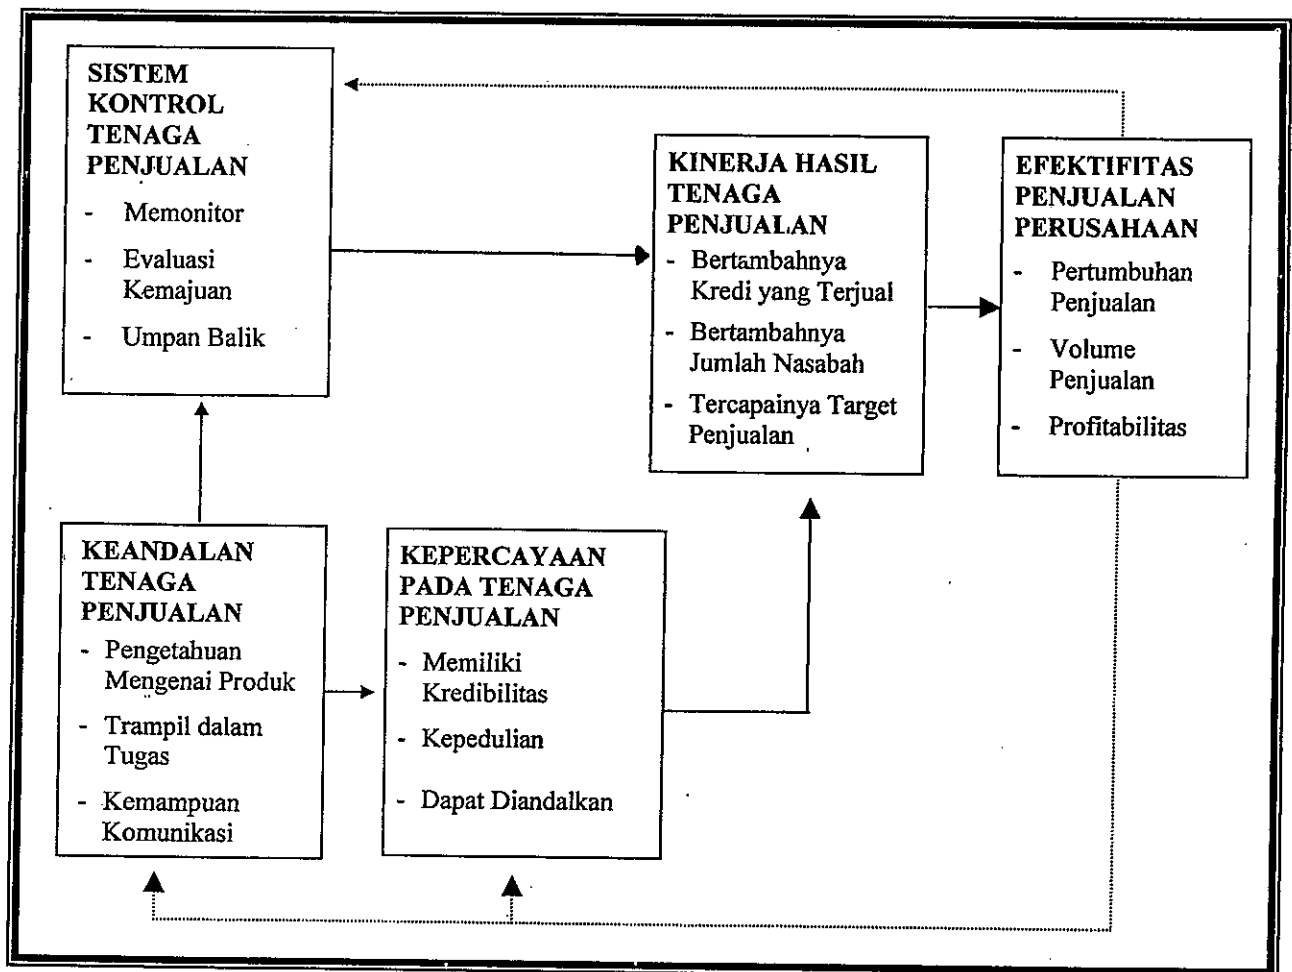 SISTEM
KONTROL
TENAGA
PENJUALAN
- Memonitor
- Evaluasi
Kemajuan
- Umpan Balik
KINERJA HASIL
TENAGA
PENJUALAN
- Bertambahnya
Kredi yang Terjual
- Bertambahnya
Jumlah Nasabah
- Tercapainya Target
Penjualan
EFEKTIFITAS
PENJUALAN
PERUSAHAAN
- Pertumbuhan
Penjualan
- Volume
Penjualan
- Profitabilitas
KEANDALAN
TENAGA
PENJUALAN
- Pengetahuan
Mengenai Produk
- Trampil dalam
Tugas
- Kemampuan
Komunikasi
KEPERCAYAAN
PADA TENAGA
PENJUALAN
- Memiliki
Kredibilitas
- Kepedulian
- Dapat Diandalkan